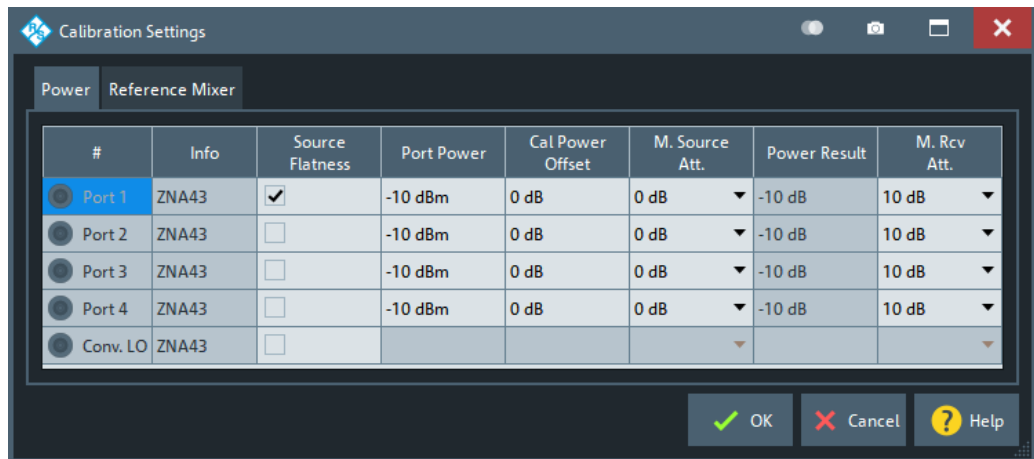 R&S Calibration Settings
Power Reference Mixer
# Info Source Flatness Port Power Cal Power Offset M. Source Att. Power Result M. Rcv Att.
Port 1 ZNA43 -10 dBm 0 dB 0 dB -10 dB 10 dB
Port 2 ZNA43 -10 dBm 0 dB 0 dB -10 dB 10 dB
Port 3 ZNA43 -10 dBm 0 dB 0 dB -10 dB 10 dB
Port 4 ZNA43 -10 dBm 0 dB 0 dB -10 dB 10 dB
Conv. LO ZNA43
OK Cancel ? Help